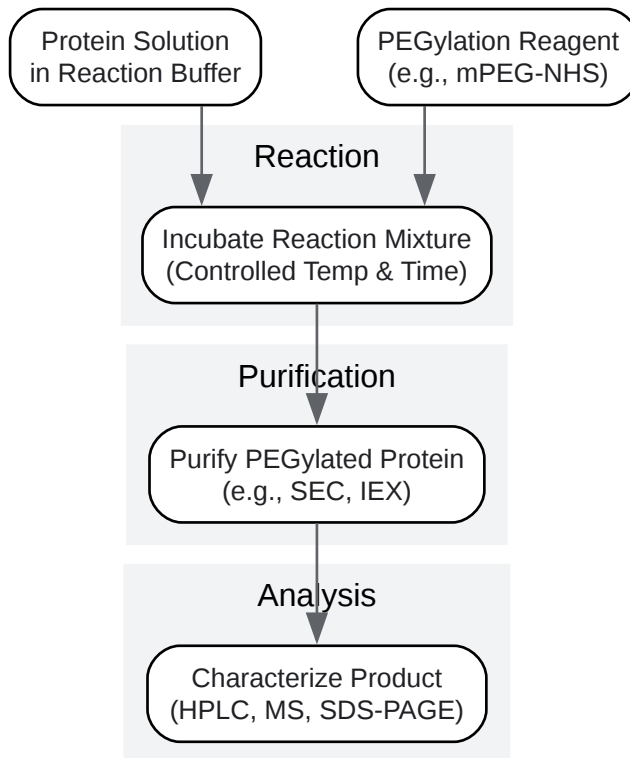 Protein Solution
in Reaction Buffer
PEGylation Reagent
(e.g., mPEG-NHS)
Reaction
Incubate Reaction Mixture
(Controlled Temp & Time)
Purification
Purify PEGylated Protein
(e.g., SEC, IEX)
Analysis
Characterize Product
(HPLC, MS, SDS-PAGE)